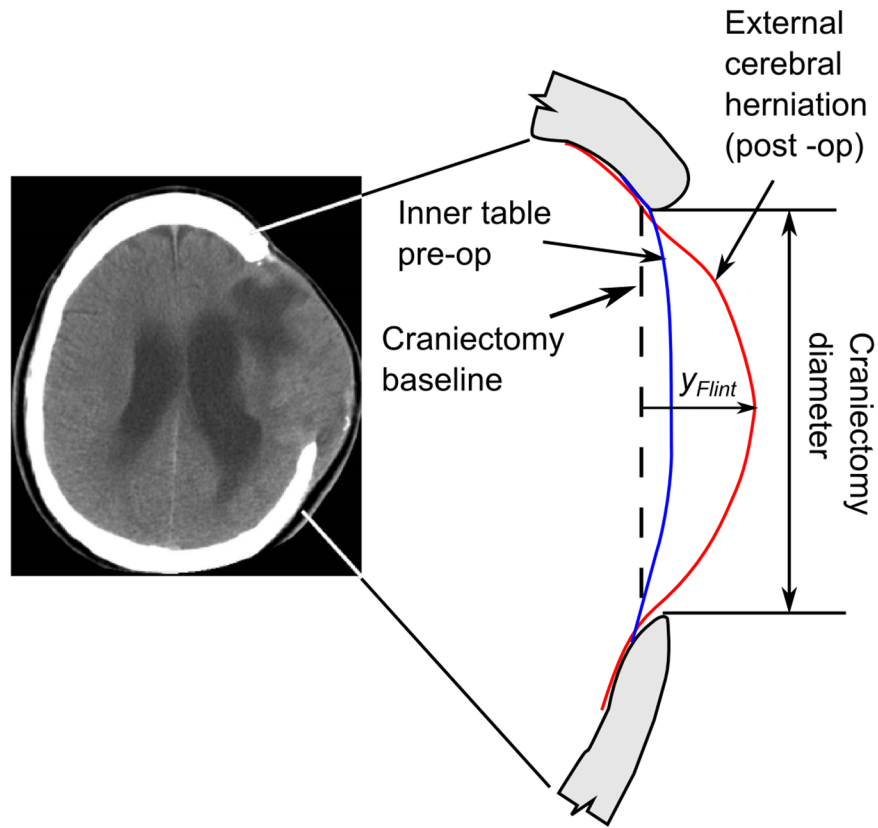 External
cerebral
herniation
(post -op)
Inner table
pre-op
Craniectomy
baseline
yFlint
Craniectomy
diameter